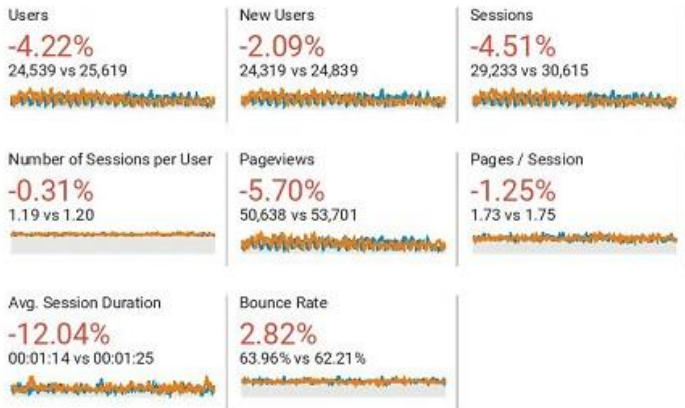 Users
-4.22%
24,539 vs 25,619
New Users
-2.09%
24,319 vs 24,839
Sessions
-4.51%
29,233 vs 30,615
Number of Sessions per User
-0.31%
1.19 vs 1.20
Pageviews
-5.70%
50,638 vs 53,701
Pages / Session
-1.25%
1.73 vs 1.75
Avg. Session Duration
-12.04%
00:01:14 vs 00:01:25
Bounce Rate
2.82%
63.96% vs 62.21%